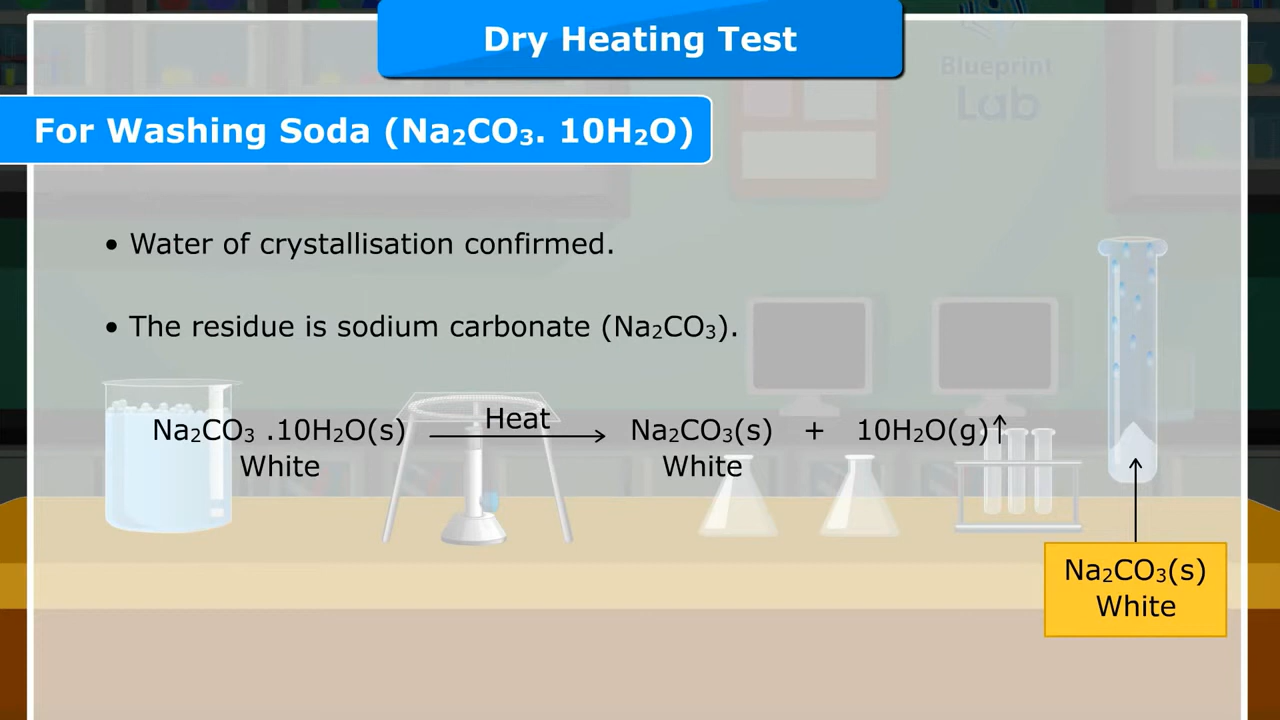 Dry Heating Test
Blueprint
Lab
For Washing Soda (Na₂CO₃. 10H₂O)
• Water of crystallisation confirmed.
• The residue is sodium carbonate (Na₂CO₃).
Na₂CO₃ .10H₂O(s) Heat → Na₂CO₃(s) + 10H₂O(g)↑
White White
Na₂CO₃(s)
White